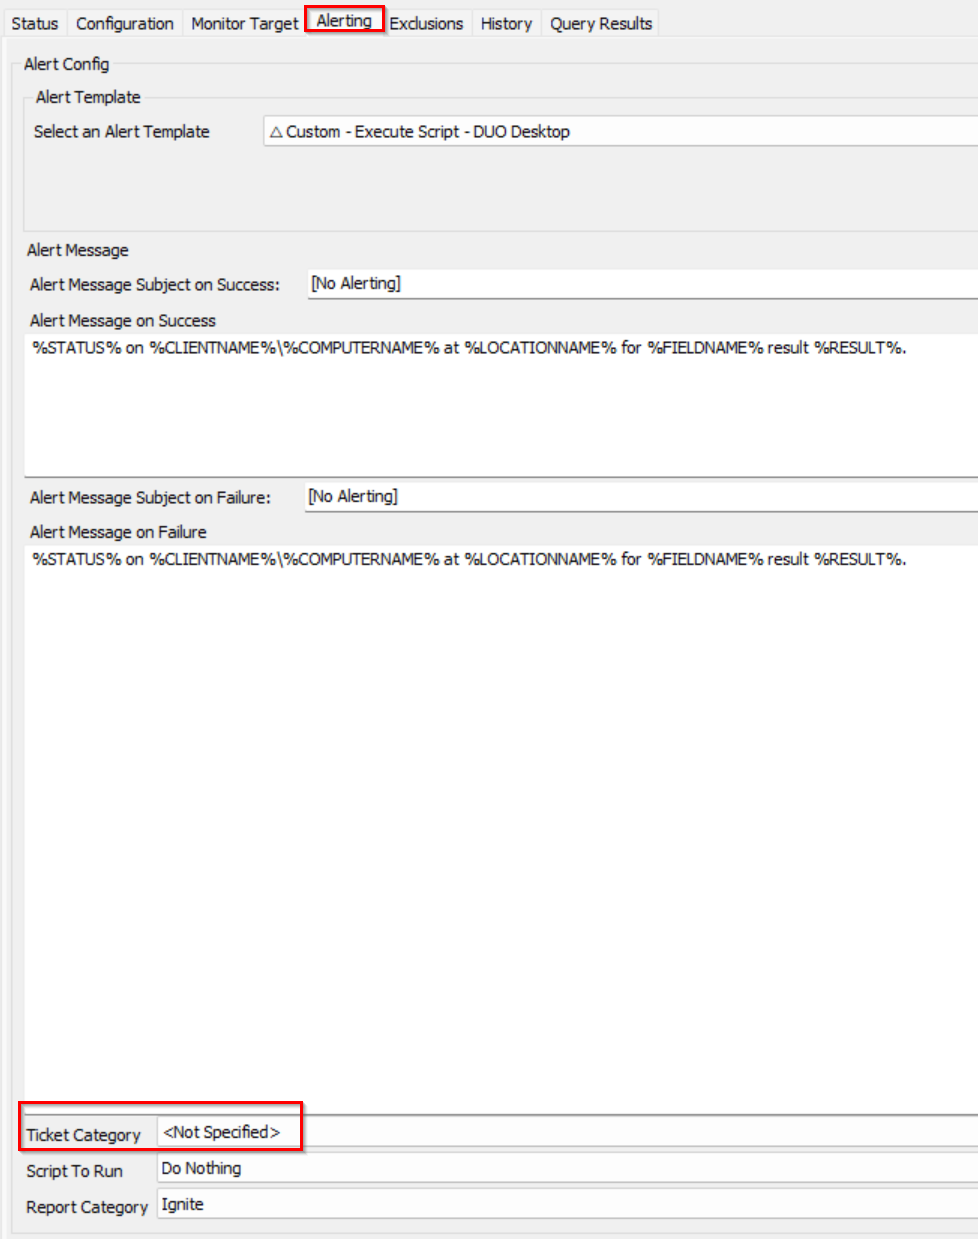 Status Configuration Monitor Target Alerting Exclusions History Query Results
Alert Config
Alert Template
Select an Alert Template △ Custom - Execute Script - DUO Desktop
Alert Message
Alert Message Subject on Success: [No Alerting]
Alert Message on Success
%STATUS% on %CLIENTNAME%\%COMPUTERNAME% at %LOCATIONNAME% for %FIELDNAME% result %RESULT%.
Alert Message Subject on Failure: [No Alerting]
Alert Message on Failure
%STATUS% on %CLIENTNAME%\%COMPUTERNAME% at %LOCATIONNAME% for %FIELDNAME% result %RESULT%.
Ticket Category <Not Specified>
Script To Run Do Nothing
Report Category Ignite